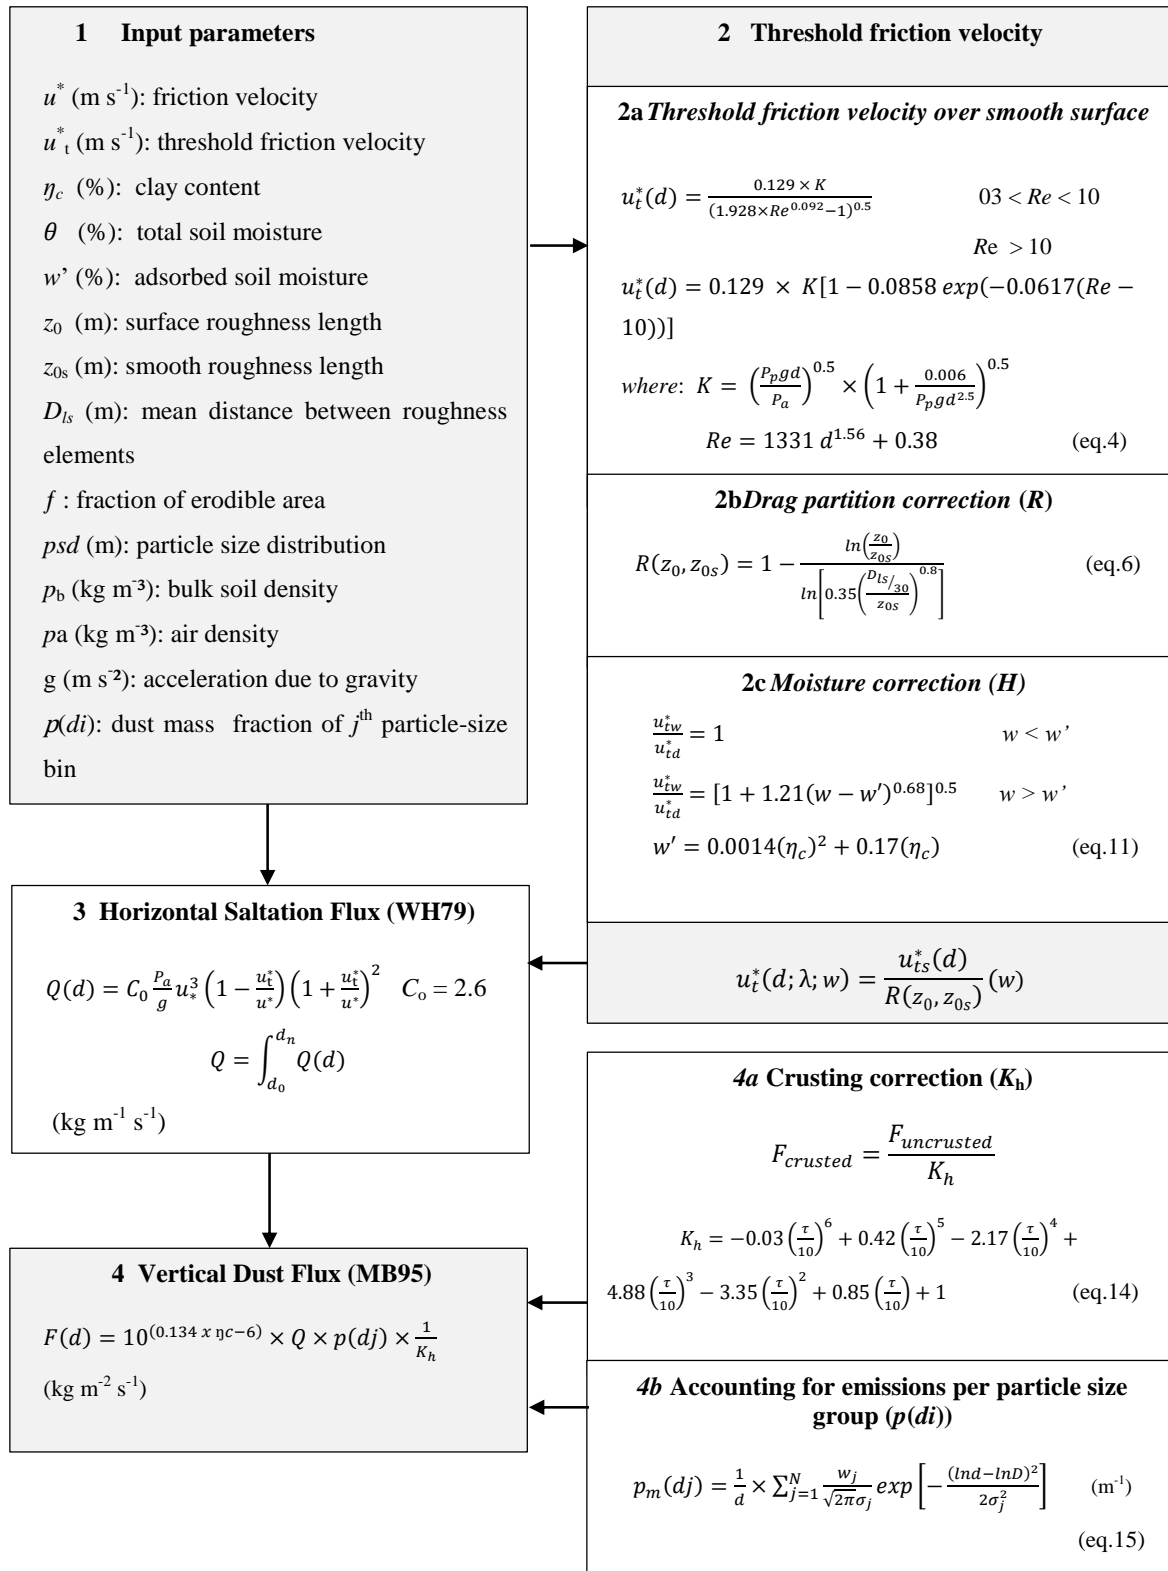 1 Input parameters
u* (m s-1): friction velocity
u*t (m s-1): threshold friction velocity
ηc (%): clay content
θ (%): total soil moisture
w’ (%): adsorbed soil moisture
z0 (m): surface roughness length
z0s (m): smooth roughness length
Dls (m): mean distance between roughness
elements
f : fraction of erodible area
psd (m): particle size distribution
pb (kg m-³): bulk soil density
pa (kg m-³): air density
g (m s-²): acceleration due to gravity
p(di): dust mass fraction of jth particle-size
bin
2 Threshold friction velocity
2a Threshold friction velocity over smooth surface
u*t(d) = 0.129 × K / (1.928×Re^0.092−1)^0.5 03 < Re < 10
Re > 10
u*t(d) = 0.129 × K[1 − 0.0858 exp(−0.0617(Re −
10))]
where: K = (Ppgd/Pa)^0.5 × (1 + 0.006/Ppgd^2.5)^0.5
Re = 1331 d^1.56 + 0.38 (eq.4)
2bDrag partition correction (R)
R(z0, z0s) = 1 − ln(z0/z0s) / ln[0.35((Dls/30)/z0s)^0.8] (eq.6)
2c Moisture correction (H)
u*tw/u*td = 1 w < w’
u*tw/u*td = [1 + 1.21(w − w′)^0.68]^0.5 w > w’
w′ = 0.0014(ηc)^2 + 0.17(ηc) (eq.11)
u*t(d; λ; w) = u*ts(d)/R(z0, z0s) (w)
3 Horizontal Saltation Flux (WH79)
Q(d) = C0 Pa/g u*^3 (1 − u*t/u*) (1 + u*t/u*)^2 Co = 2.6
Q = ∫d0^dn Q(d)
(kg m-1 s-1)
4a Crusting correction (Kh)
Fcrusted = Funcrusted/Kh
Kh = −0.03 (τ/10)^6 + 0.42 (τ/10)^5 − 2.17 (τ/10)^4 +
4.88 (τ/10)^3 − 3.35 (τ/10)^2 + 0.85 (τ/10) + 1 (eq.14)
4 Vertical Dust Flux (MB95)
F(d) = 10^(0.134 x ηc−6) × Q × p(dj) × 1/Kh
(kg m-2 s-1)
4b Accounting for emissions per particle size
group (p(di))
pm(dj) = 1/d × ∑j=1^N wj/√2πσj exp [− (lnd−lnD)^2/2σj^2] (m-1)
(eq.15)